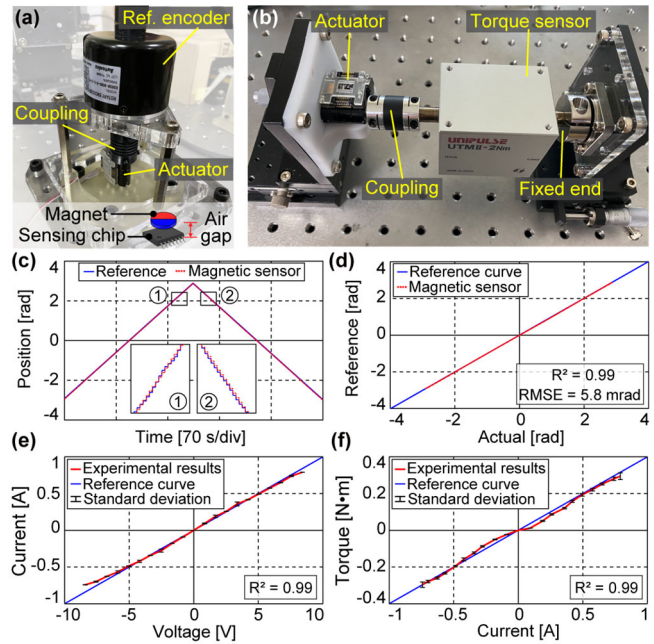 (a)
Ref. encoder
Coupling
Actuator
Magnet
Sensing chip
Air
gap
(b)
Actuator
Torque sensor
UNIPULSE
UTMII-2Nm
Coupling
Fixed end
(c)
Reference
Magnetic sensor
4
2
0
-2
-4
Position [rad]
① ②
① ②
Time [70 s/div]
(d)
Reference curve
Magnetic sensor
4
2
0
-2
-4
Reference [rad]
R² = 0.99
RMSE = 5.8 mrad
-4 -2 0 2 4
Actual [rad]
(e)
Experimental results
Reference curve
Standard deviation
1
0.5
0
-0.5
-1
Current [A]
R² = 0.99
-10 -5 0 5 10
Voltage [V]
(f)
Experimental results
Reference curve
Standard deviation
0.4
0.2
0
-0.2
-0.4
Torque [N•m]
R² = 0.99
-1 -0.5 0 0.5 1
Current [A]